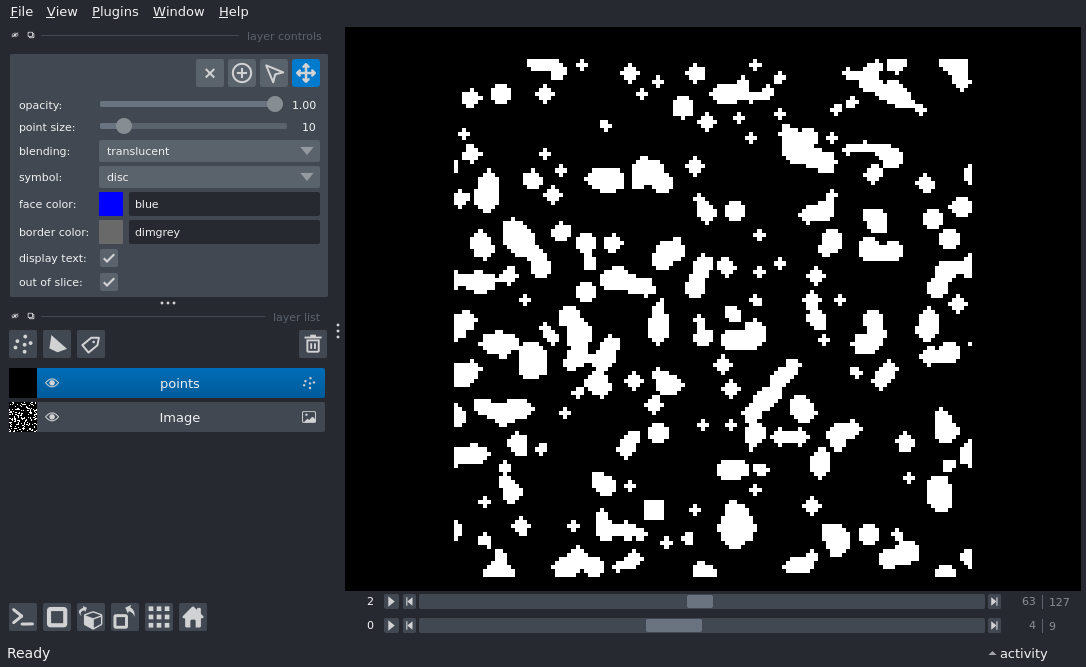 File View Plugins Window Help
layer controls
opacity: 1.00
point size: 10
blending: translucent
symbol: disc
face color: blue
border color: dimgrey
display text:
out of slice:
layer list
points
Image
2 63 127
0 4 9
Ready activity